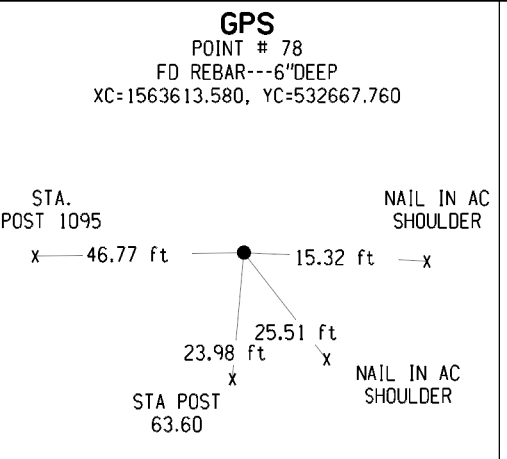 GPS
POINT # 78
FD REBAR---6"DEEP
XC=1563613.580, YC=532667.760
STA.
POST 1095
NAIL IN AC
SHOULDER
X
46.77 ft
15.32 ft
X
25.51 ft
23.98 ft
X
X
NAIL IN AC
SHOULDER
STA POST
63.60